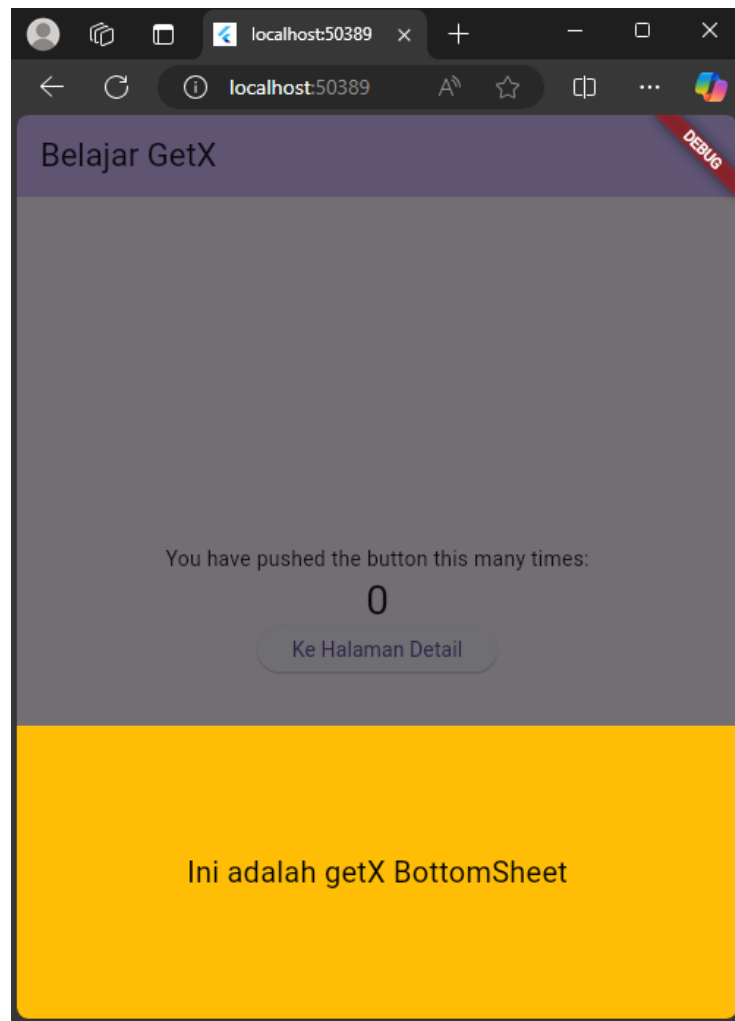 localhost:50389
localhost:50389
Belajar GetX
DEBUG
You have pushed the button this many times:
0
Ke Halaman Detail
Ini adalah getX BottomSheet